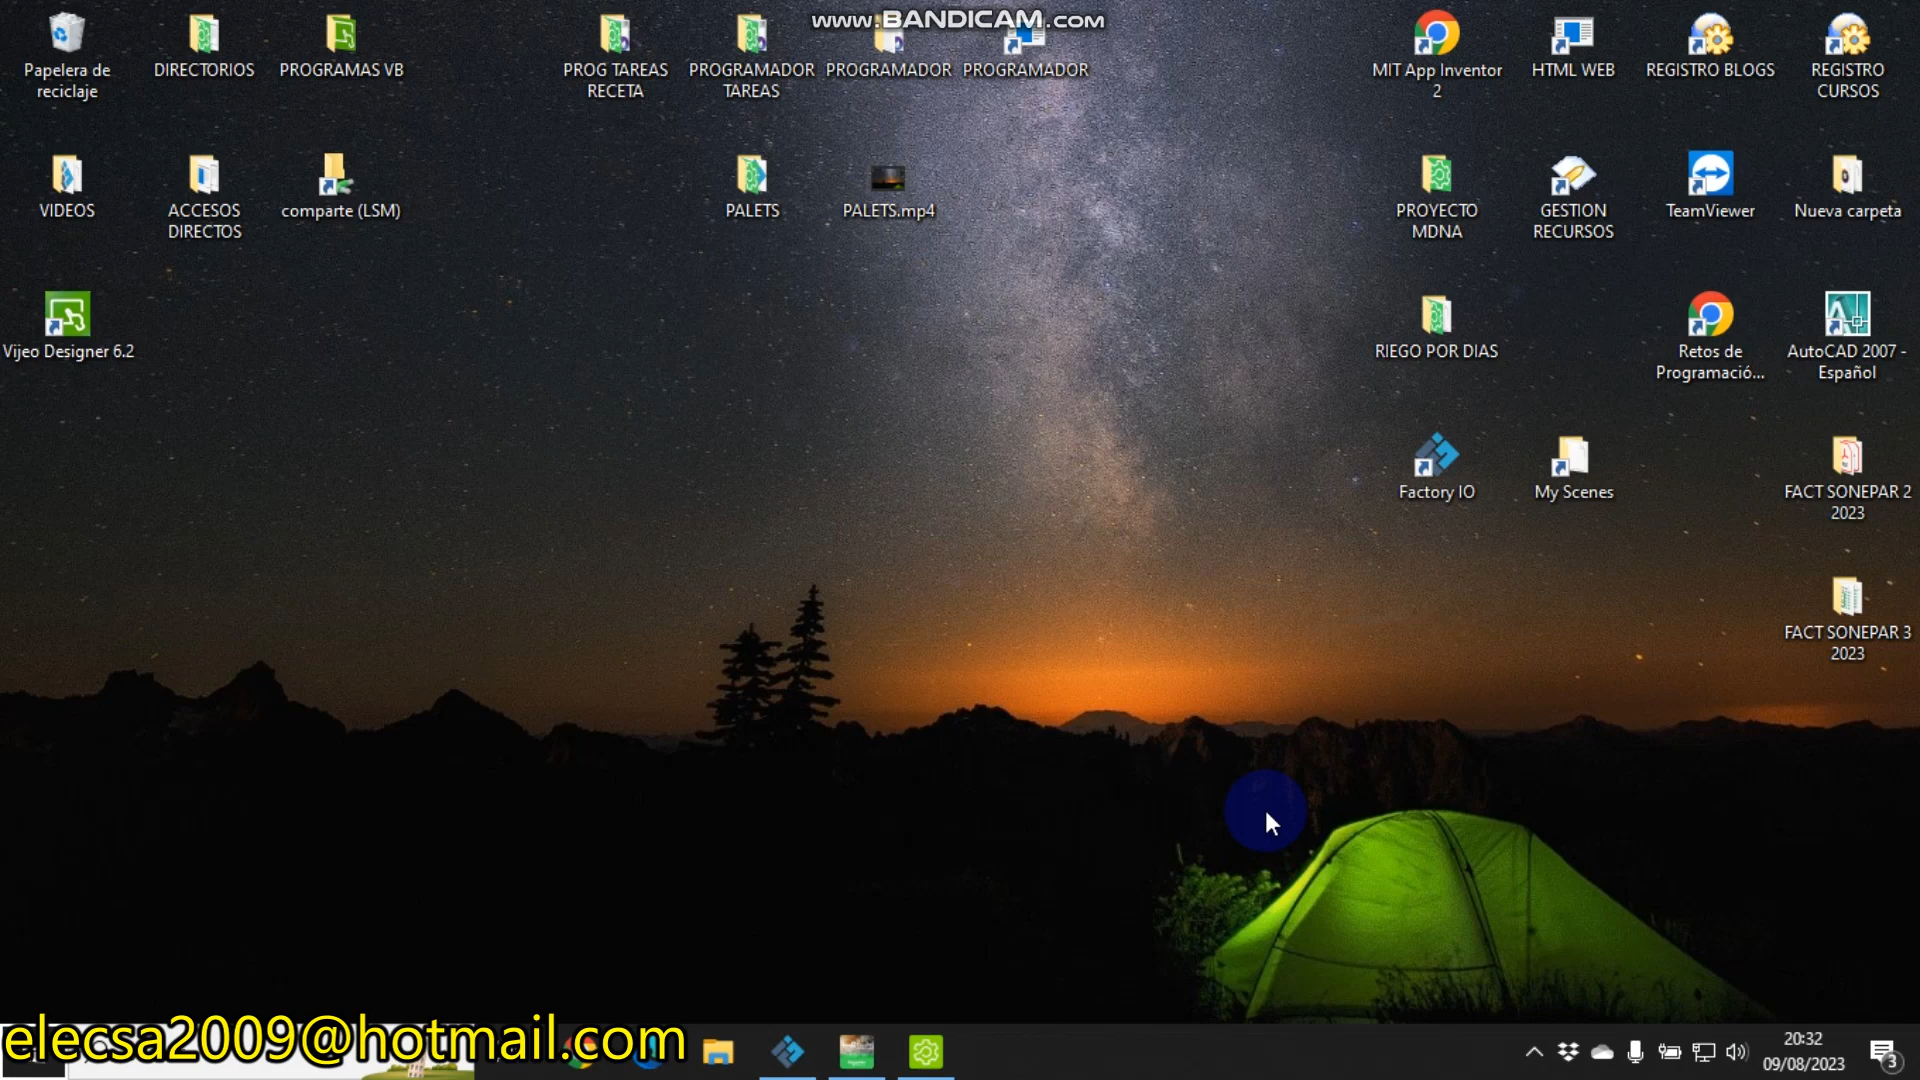 www.BANDICAM.com
Papelera de
reciclaje
DIRECTORIOS
PROGRAMAS VB
PROG TAREAS
RECETA
PROGRAMADOR
TAREAS
PROGRAMADOR
PROGRAMADOR
MIT App Inventor
2
HTML WEB
REGISTRO BLOGS
REGISTRO
CURSOS
VIDEOS
ACCESOS
DIRECTOS
comparte (LSM)
PALETS
PALETS.mp4
PROYECTO
MDNA
GESTION
RECURSOS
TeamViewer
Nueva carpeta
Vijeo Designer 6.2
RIEGO POR DIAS
Retos de
Programació...
AutoCAD 2007 -
Español
Factory IO
My Scenes
FACT SONEPAR 2
2023
FACT SONEPAR 3
2023
elecsa2009@hotmail.com
20:32
09/08/2023
3